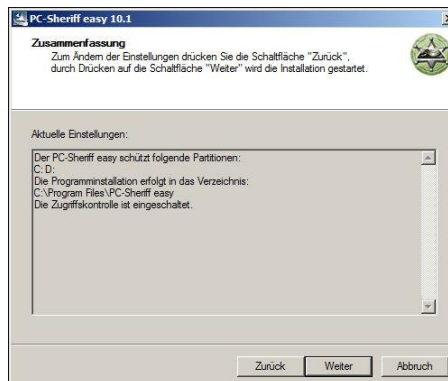 PC-Sheriff easy 10.1
Zusammenfassung
Zum Ändern der Einstellungen drücken Sie die Schaltfläche "Zurück",
durch Drücken auf die Schaltfläche "Weiter" wird die Installation gestartet.
Aktuelle Einstellungen:
Der PC-Sheriff easy schützt folgende Partitionen:
C: D:
Die Programminstallation erfolgt in das Verzeichnis:
C:\Program Files\PC-Sheriff easy
Die Zugriffskontrolle ist eingeschaltet.
Zurück Weiter Abbruch